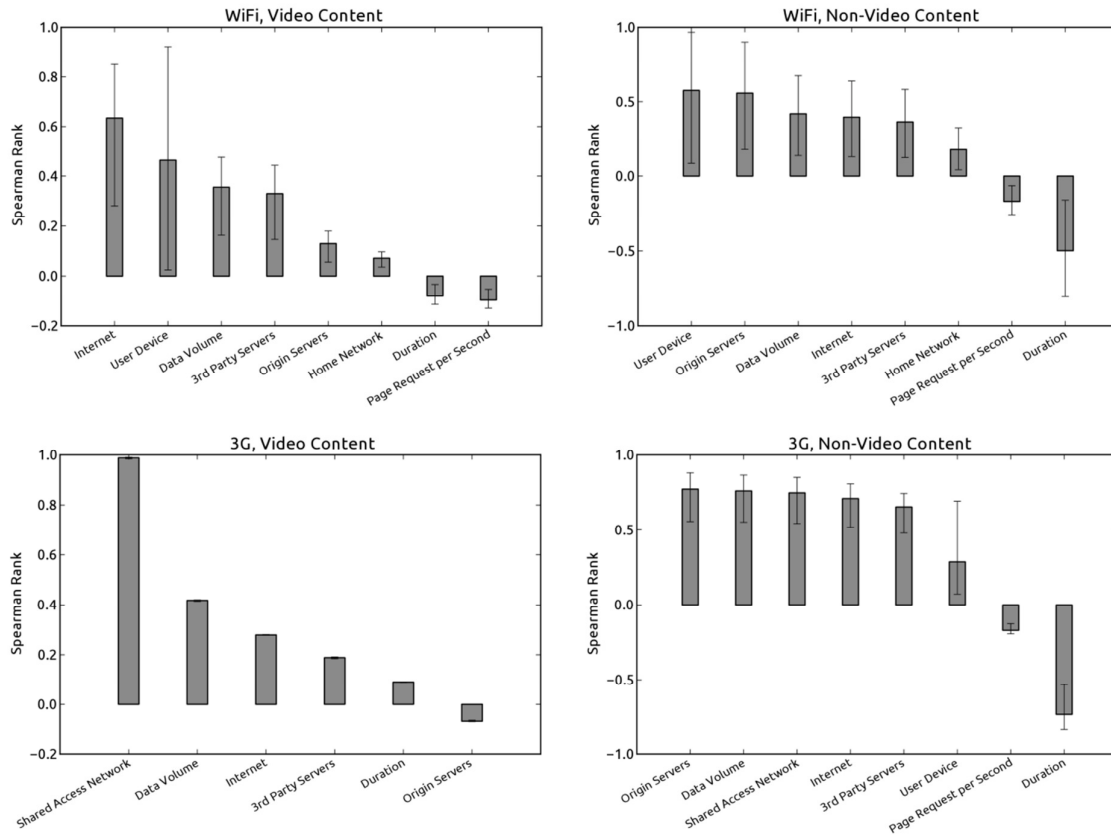 WiFi, Video Content
Spearman Rank
1.0
0.8
0.6
0.4
0.2
0.0
−0.2
Internet
User Device
Data Volume
3rd Party Servers
Origin Servers
Home Network
Duration
Page Request per Second
WiFi, Non-Video Content
Spearman Rank
1.0
0.5
0.0
−0.5
−1.0
User Device
Origin Servers
Data Volume
Internet
3rd Party Servers
Home Network
Page Request per Second
Duration
3G, Video Content
Spearman Rank
1.0
0.8
0.6
0.4
0.2
0.0
−0.2
Shared Access Network
Data Volume
Internet
3rd Party Servers
Duration
Origin Servers
3G, Non-Video Content
Spearman Rank
1.0
0.5
0.0
−0.5
−1.0
Origin Servers
Data Volume
Shared Access Network
Internet
3rd Party Servers
User Device
Page Request per Second
Duration